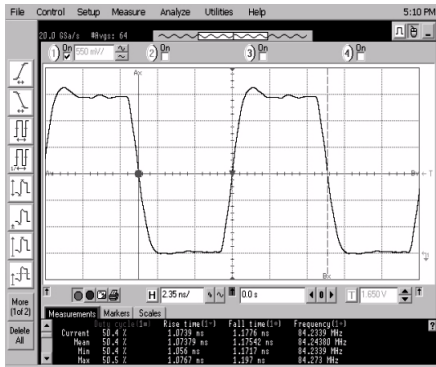 File Control Setup Measure Analyze Utilities Help 5:10 PM
20.0 GSa/s #Avgs: 64
1 On 550 mV/ 2 On 3 On 4 On
Ax
T
Bx
H 2.35 ns/ 0.0 s T 1.650 V
More
(1of 2)
Delete
All
Measurements Markers Scales
Duty cycle(1) Rise time(1) Fall time(1) Frequency(1)
Current 50.4 % 1.0739 ns 1.1776 ns 84.2339 MHz
Mean 50.4 % 1.07379 ns 1.17542 ns 84.24380 MHz
Min 50.4 % 1.056 ns 1.1717 ns 84.2339 MHz
Max 50.5 % 1.0767 ns 1.197 ns 84.273 MHz